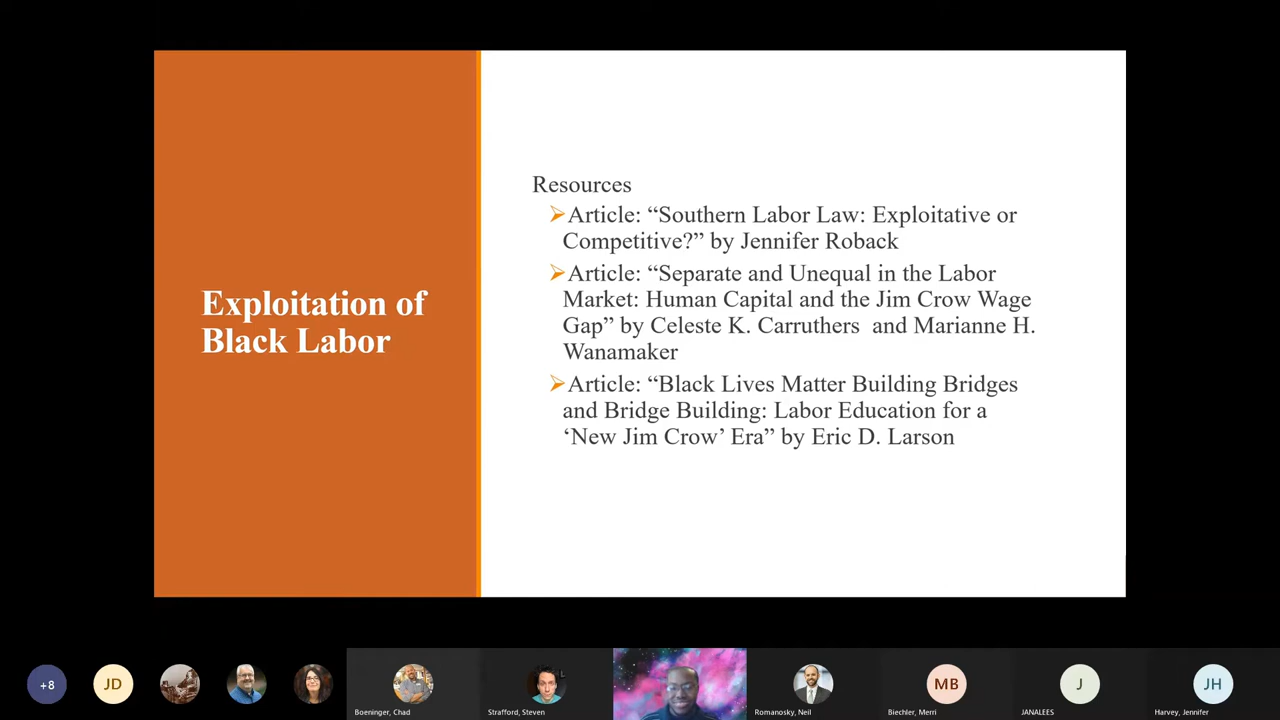 Exploitation of
Black Labor
Resources
Article: “Southern Labor Law: Exploitative or
Competitive?” by Jennifer Roback
Article: “Separate and Unequal in the Labor
Market: Human Capital and the Jim Crow Wage
Gap” by Celeste K. Carruthers  and Marianne H.
Wanamaker
Article: “Black Lives Matter Building Bridges
and Bridge Building: Labor Education for a
‘New Jim Crow’ Era” by Eric D. Larson
+8
JD
Boeninger, Chad
Strafford, Steven
Romanosky, Neil
MB
Biechler, Merri
J
JANALEES
JH
Harvey, Jennifer